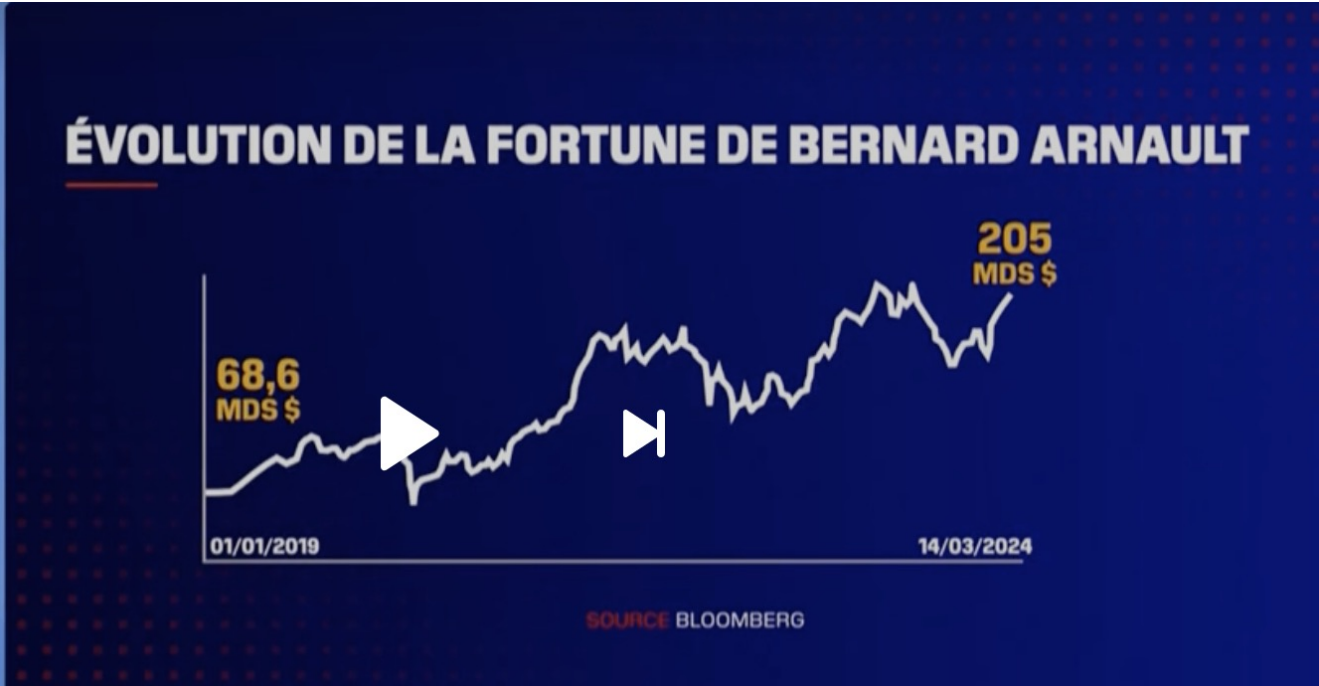 ÉVOLUTION DE LA FORTUNE DE BERNARD ARNAULT
205
MDS $
68,6
MDS $
01/01/2019
14/03/2024
SOURCE BLOOMBERG